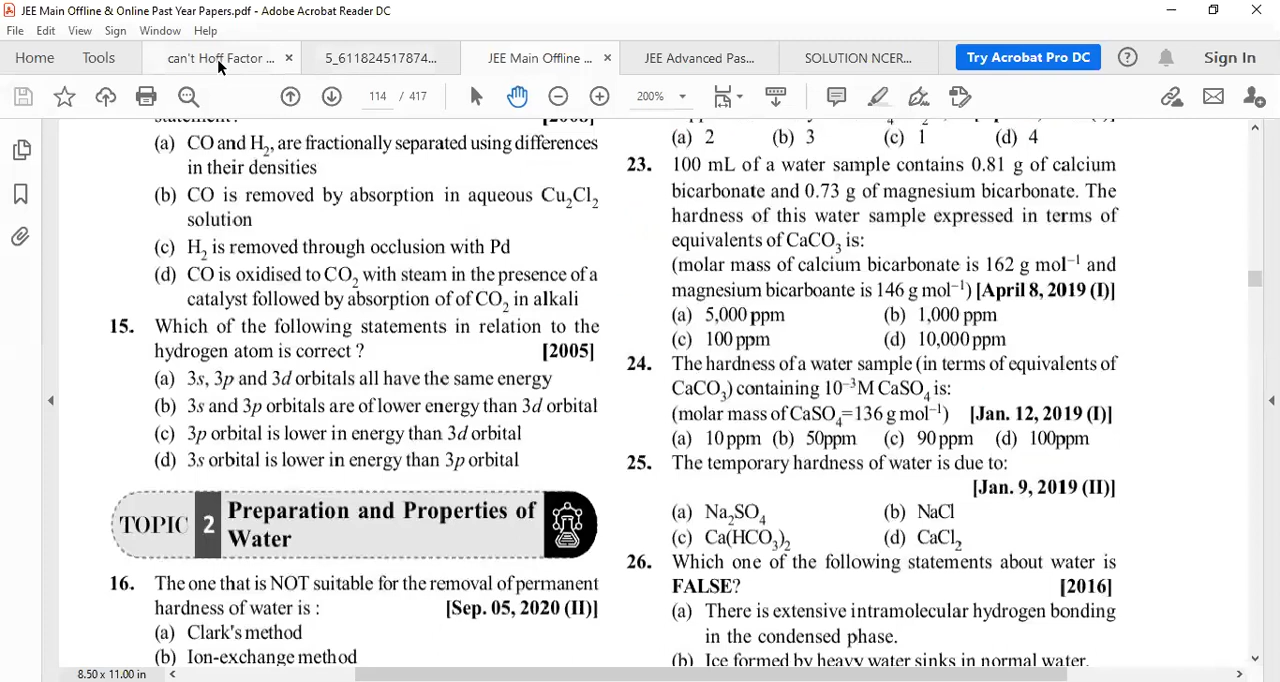 JEE Main Offline & Online Past Year Papers.pdf - Adobe Acrobat Reader DC
File Edit View Sign Window Help
Home Tools can't Hoff Factor ... × 5_611824517874... JEE Main Offline ... × JEE Advanced Pas... SOLUTION NCER... Try Acrobat Pro DC Sign In
114 / 417 200%
statement? [2008]
(a) CO and H2, are fractionally separated using differences
in their densities
(b) CO is removed by absorption in aqueous Cu2Cl2
solution
(c) H2 is removed through occlusion with Pd
(d) CO is oxidised to CO2 with steam in the presence of a
catalyst followed by absorption of of CO2 in alkali
15. Which of the following statements in relation to the
hydrogen atom is correct ? [2005]
(a) 3s, 3p and 3d orbitals all have the same energy
(b) 3s and 3p orbitals are of lower energy than 3d orbital
(c) 3p orbital is lower in energy than 3d orbital
(d) 3s orbital is lower in energy than 3p orbital
TOPIC 2 Preparation and Properties of
Water
16. The one that is NOT suitable for the removal of permanent
hardness of water is : [Sep. 05, 2020 (II)]
(a) Clark's method
(b) Ion-exchange method
(a) 2 (b) 3 (c) 1 (d) 4
23. 100 mL of a water sample contains 0.81 g of calcium
bicarbonate and 0.73 g of magnesium bicarbonate. The
hardness of this water sample expressed in terms of
equivalents of CaCO3 is:
(molar mass of calcium bicarbonate is 162 g mol–1 and
magnesium bicarboante is 146 g mol–1) [April 8, 2019 (I)]
(a) 5,000 ppm (b) 1,000 ppm
(c) 100 ppm (d) 10,000 ppm
24. The hardness of a water sample (in terms of equivalents of
CaCO3) containing 10–3 M CaSO4 is:
(molar mass of CaSO4=136 g mol–1) [Jan. 12, 2019 (I)]
(a) 10 ppm (b) 50ppm (c) 90 ppm (d) 100ppm
25. The temporary hardness of water is due to:
[Jan. 9, 2019 (II)]
(a) Na2SO4 (b) NaCl
(c) Ca(HCO3)2 (d) CaCl2
26. Which one of the following statements about water is
FALSE? [2016]
(a) There is extensive intramolecular hydrogen bonding
in the condensed phase.
(b) Ice formed by heavy water sinks in normal water.
8.50 x 11.00 in